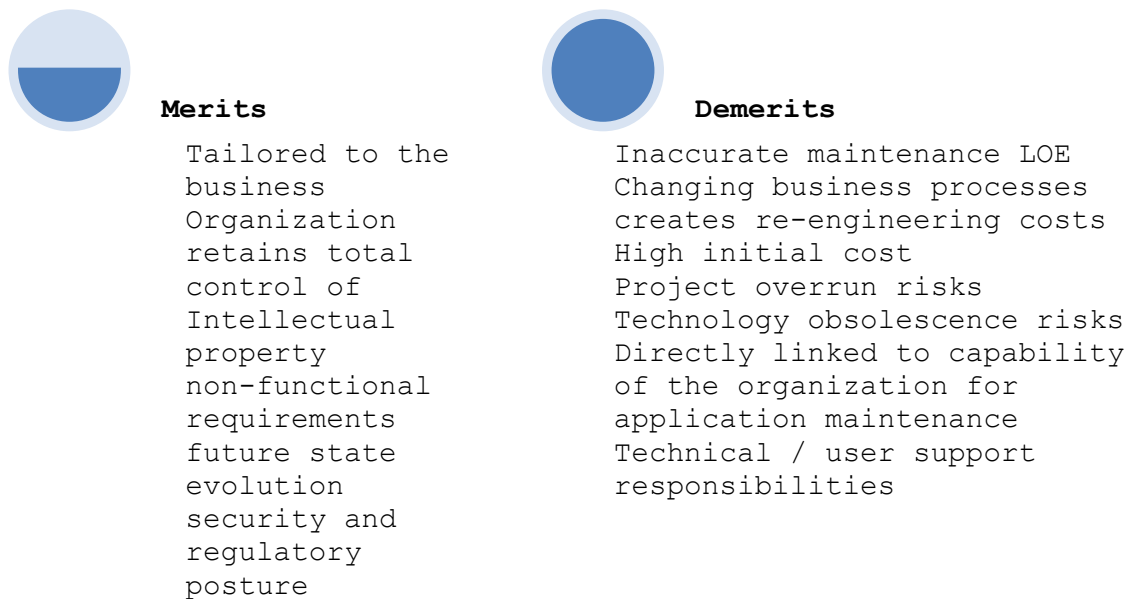 Merits
Tailored to the
business
Organization
retains total
control of
Intellectual
property
non-functional
requirements
future state
evolution
security and
regulatory
posture
Demerits
Inaccurate maintenance LOE
Changing business processes
creates re-engineering costs
High initial cost
Project overrun risks
Technology obsolescence risks
Directly linked to capability
of the organization for
application maintenance
Technical / user support
responsibilities